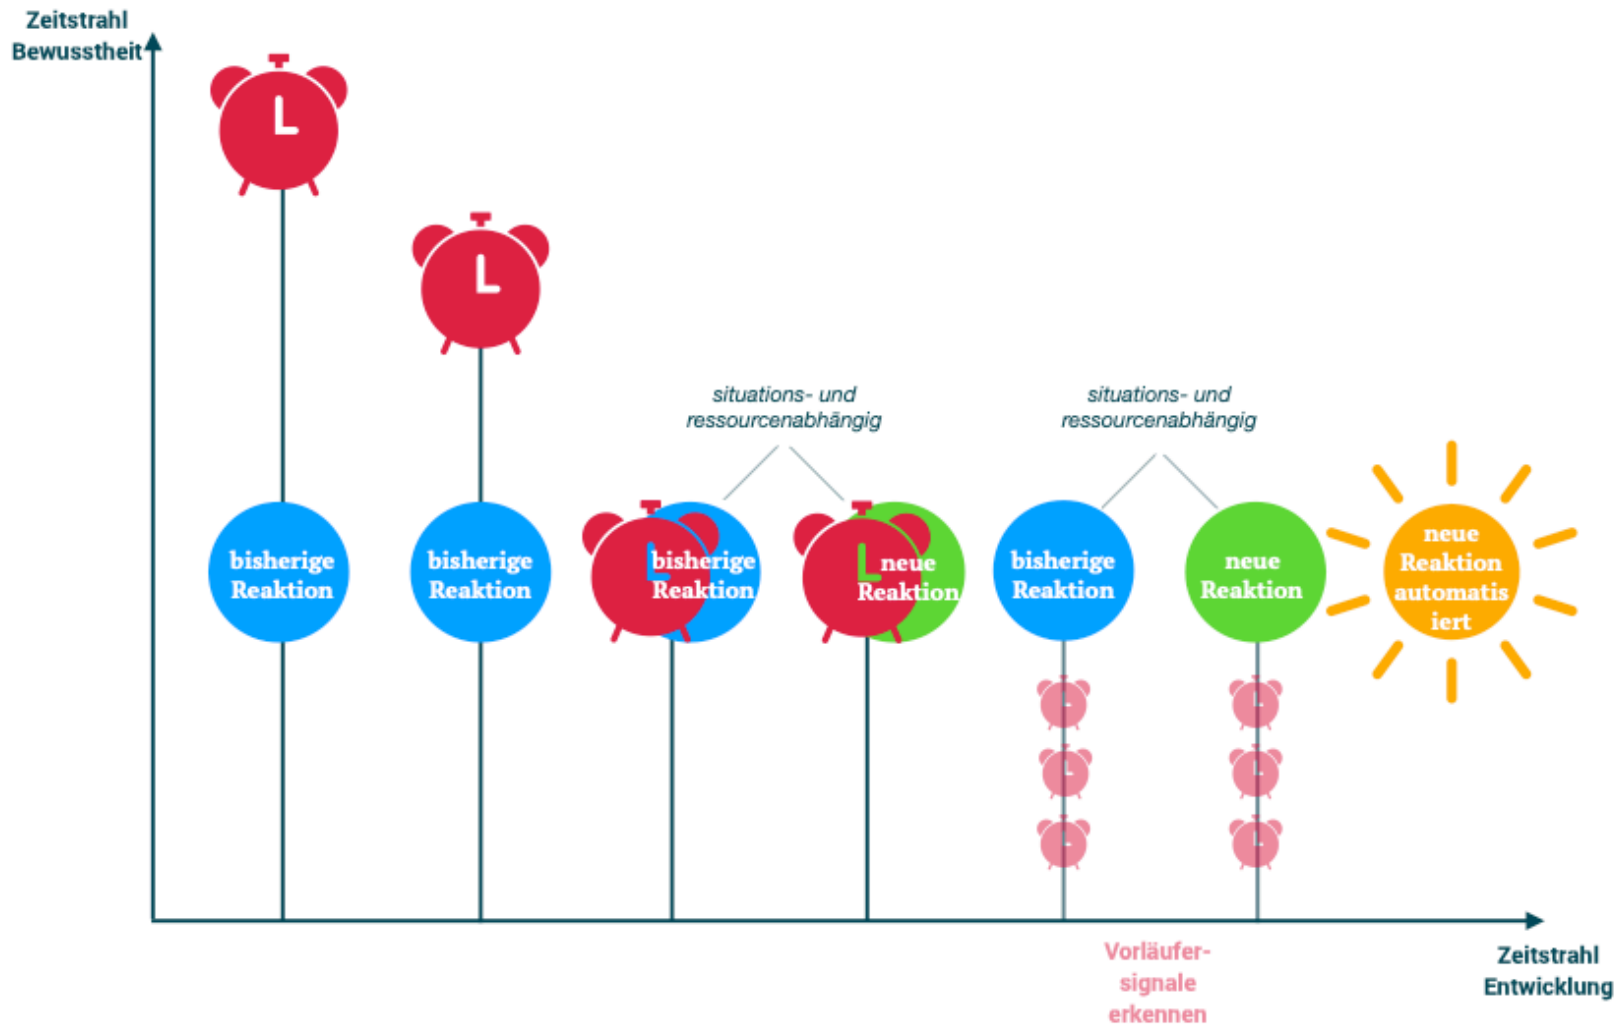 Zeitstrahl
Bewusstheit
situations- und
ressourcenabhängig
situations- und
ressourcenabhängig
bisherige
Reaktion
bisherige
Reaktion
bisherige
Reaktion
neue
Reaktion
bisherige
Reaktion
neue
Reaktion
neue
Reaktion
automatis
iert
Vorläufer-
signale
erkennen
Zeitstrahl
Entwicklung